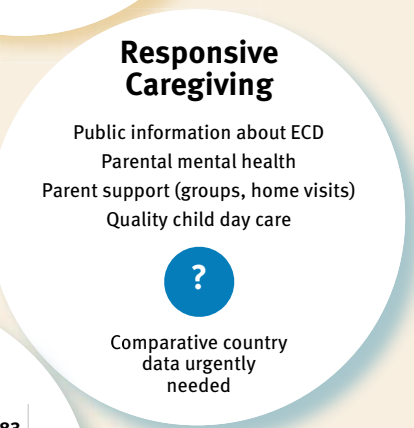 Responsive
Caregiving
Public information about ECD
Parental mental health
Parent support (groups, home visits)
Quality child day care
?
Comparative country
data urgently
needed